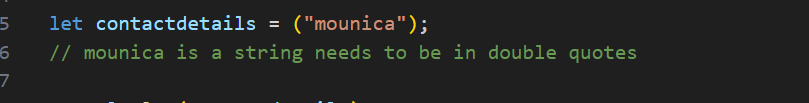 5 let contactdetails = ("mounica");
6 // mounica is a string needs to be in double quotes
7